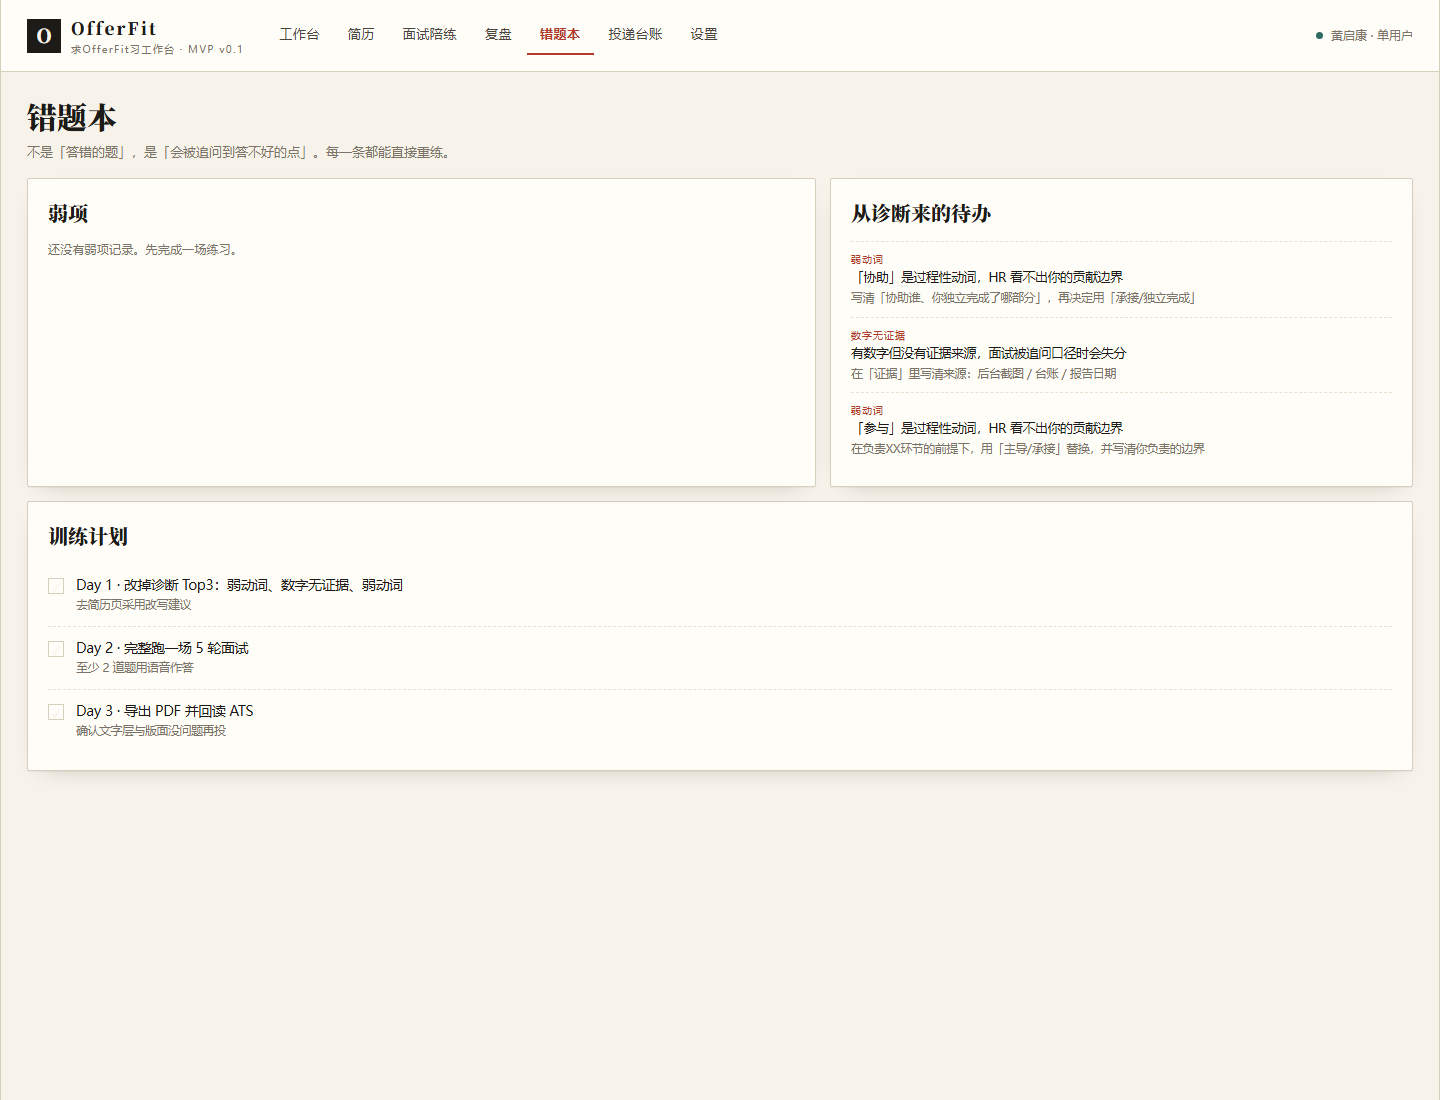 O
OfferFit
求OfferFit习工作台 · MVP v0.1
工作台 简历 面试陪练 复盘 错题本 投递台账 设置
黄启康 · 单用户
错题本
不是「答错的题」，是「会被追问到答不好的点」。每一条都能直接重练。
弱项
还没有弱项记录。先完成一场练习。
从诊断来的待办
弱动词
「协助」是过程性动词，HR 看不出你的贡献边界
写清「协助谁、你独立完成了哪部分」，再决定用「承接/独立完成」
数字无证据
有数字但没有证据来源，面试被追问口径时会失分
在「证据」里写清来源：后台截图 / 台账 / 报告日期
弱动词
「参与」是过程性动词，HR 看不出你的贡献边界
在负责XX环节的前提下，用「主导/承接」替换，并写清你负责的边界
训练计划
Day 1 · 改掉诊断 Top3：弱动词、数字无证据、弱动词
去简历页采用改写建议
Day 2 · 完整跑一场 5 轮面试
至少 2 道题用语音作答
Day 3 · 导出 PDF 并回读 ATS
确认文字层与版面没问题再投